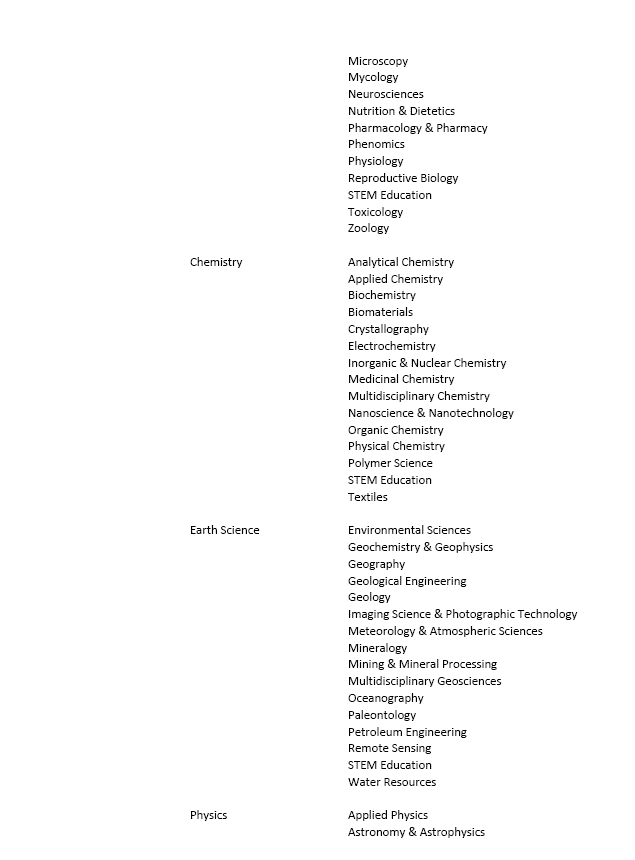 Microscopy
Mycology
Neurosciences
Nutrition & Dietetics
Pharmacology & Pharmacy
Phenomics
Physiology
Reproductive Biology
STEM Education
Toxicology
Zoology
Chemistry Analytical Chemistry
Applied Chemistry
Biochemistry
Biomaterials
Crystallography
Electrochemistry
Inorganic & Nuclear Chemistry
Medicinal Chemistry
Multidisciplinary Chemistry
Nanoscience & Nanotechnology
Organic Chemistry
Physical Chemistry
Polymer Science
STEM Education
Textiles
Earth Science Environmental Sciences
Geochemistry & Geophysics
Geography
Geological Engineering
Geology
Imaging Science & Photographic Technology
Meteorology & Atmospheric Sciences
Mineralogy
Mining & Mineral Processing
Multidisciplinary Geosciences
Oceanography
Paleontology
Petroleum Engineering
Remote Sensing
STEM Education
Water Resources
Physics Applied Physics
Astronomy & Astrophysics